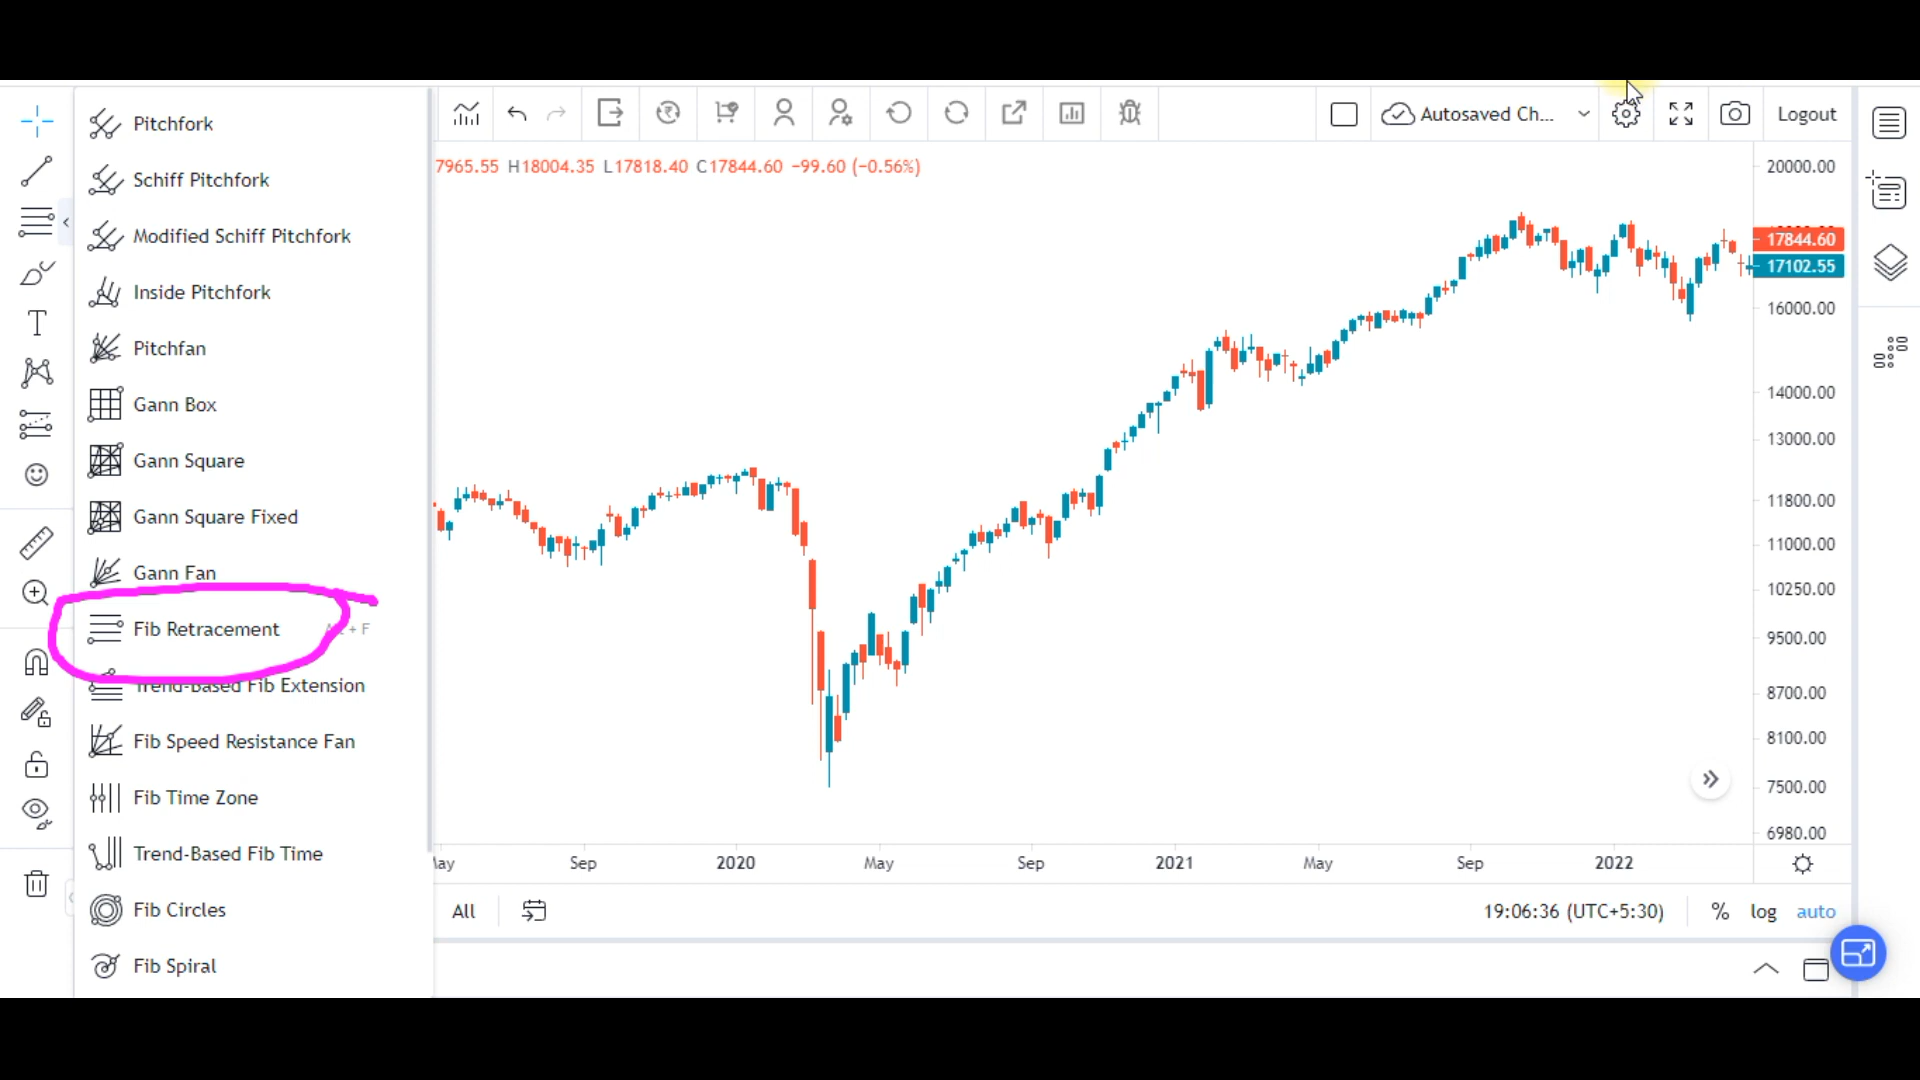 Pitchfork
Schiff Pitchfork
Modified Schiff Pitchfork
Inside Pitchfork
Pitchfan
Gann Box
Gann Square
Gann Square Fixed
Gann Fan
Fib Retracement
+ F
Trend-Based Fib Extension
Fib Speed Resistance Fan
Fib Time Zone
Trend-Based Fib Time
Fib Circles
Fib Spiral
Autosaved Ch...
Logout
7965.55 H18004.35 L17818.40 C17844.60 −99.60 (−0.56%)
20000.00
17844.60
17102.55
16000.00
14000.00
13000.00
11800.00
11000.00
10250.00
9500.00
8700.00
8100.00
7500.00
6980.00
May Sep 2020 May Sep 2021 May Sep 2022
All
19:06:36 (UTC+5:30) % log auto